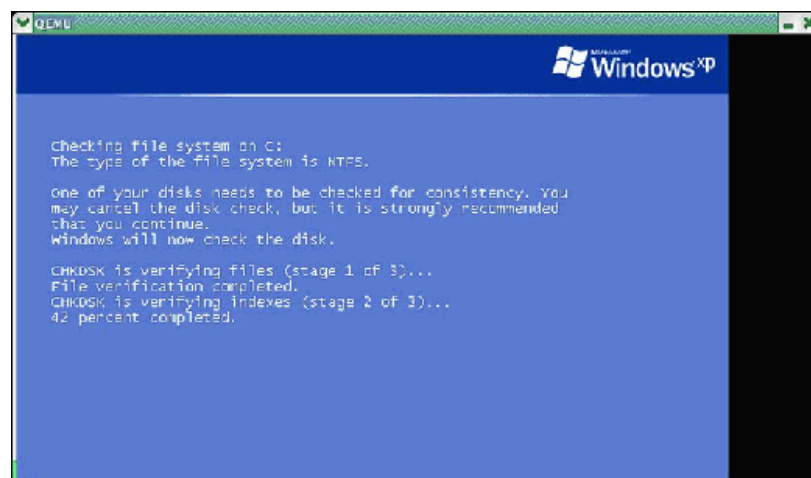 QEMU
Microsoft
Windows xp
Checking file system on C:
The type of the file system is NTFS.
One of your disks needs to be checked for consistency. You
may cancel the disk check, but it is strongly recommended
that you continue.
Windows will now check the disk.
CHKDSK is verifying files (stage 1 of 3)...
File verification completed.
CHKDSK is verifying indexes (stage 2 of 3)...
42 percent completed.